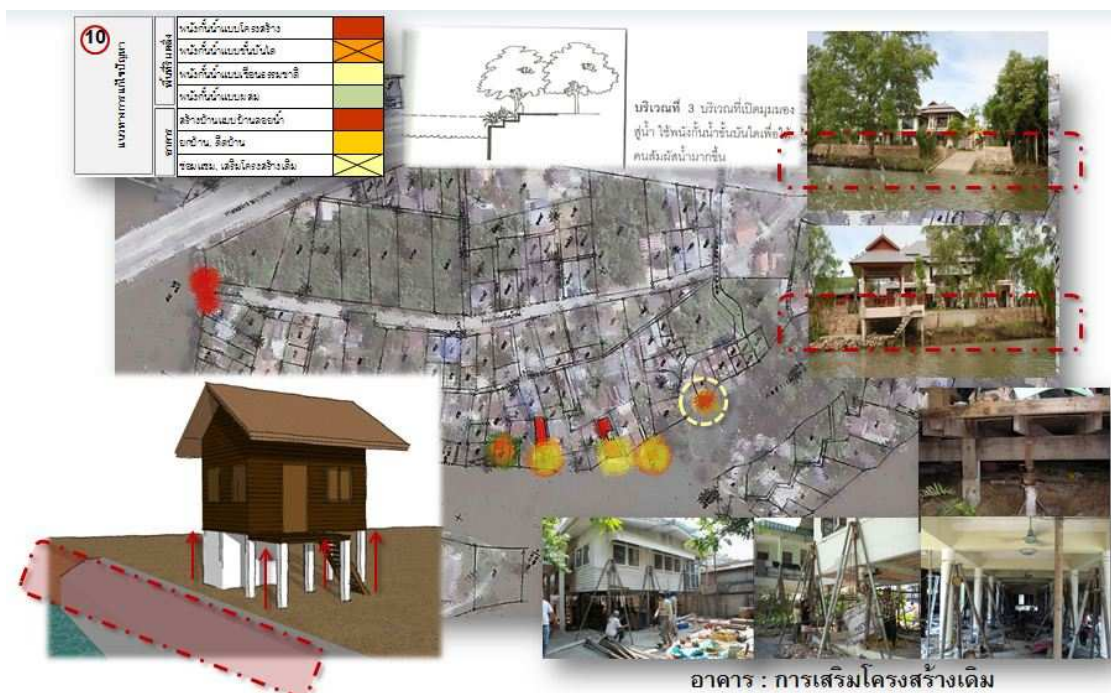 10
แนวทางการแก้ไขปัญหา
พื้นที่ริมตลิ่ง
พนังกั้นน้ำแบบโครงสร้าง
พนังกั้นน้ำแบบขั้นบันได
พนังกั้นน้ำแบบเขื่อนธรรมชาติ
พนังกั้นน้ำแบบผสม
อาคาร
สร้างบ้านแบบบ้านลอยน้ำ
ยกบ้าน, ดีดบ้าน
ซ่อมแซม, เสริมโครงสร้างเดิม
บริเวณที่ 3 บริเวณที่เปิดมุมมอง
สู่น้ำ ใช้พนังกั้นน้ำขั้นบันไดเพื่อให้
คนสัมผัสน้ำมากขึ้น
อาคาร : การเสริมโครงสร้างเดิม